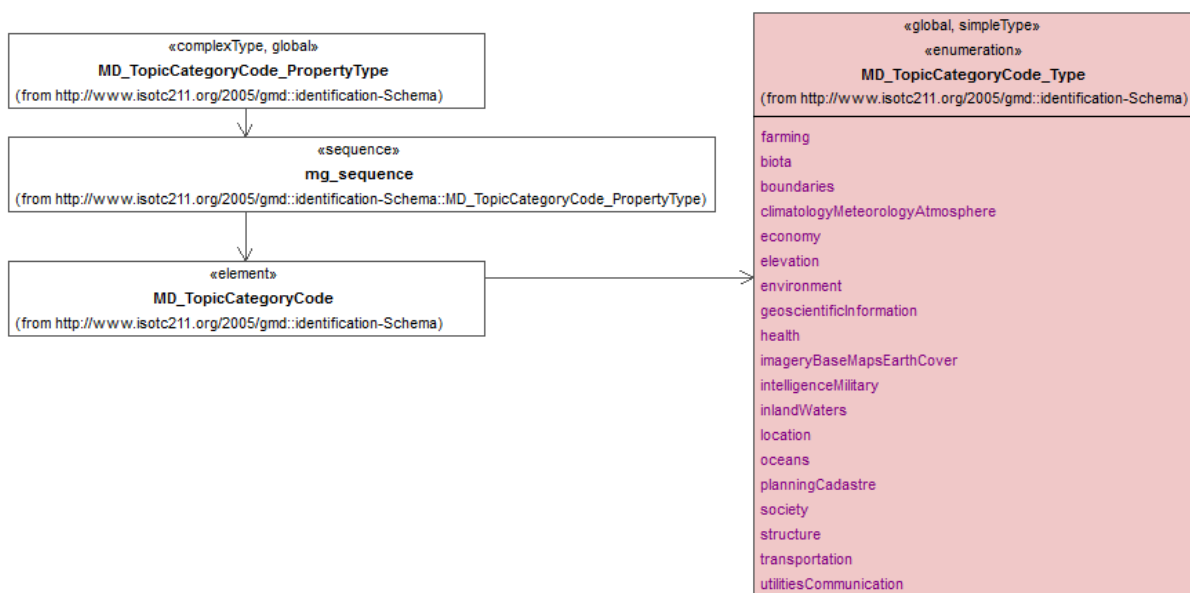 «complexType, global»
MD_TopicCategoryCode_PropertyType
(from http://www.isotc211.org/2005/gmd::identification-Schema)
«sequence»
mg_sequence
(from http://www.isotc211.org/2005/gmd::identification-Schema::MD_TopicCategoryCode_PropertyType)
«element»
MD_TopicCategoryCode
(from http://www.isotc211.org/2005/gmd::identification-Schema)
«global, simpleType»
«enumeration»
MD_TopicCategoryCode_Type
(from http://www.isotc211.org/2005/gmd::identification-Schema)
farming
biota
boundaries
climatologyMeteorologyAtmosphere
economy
elevation
environment
geoscientificInformation
health
imageryBaseMapsEarthCover
intelligenceMilitary
inlandWaters
location
oceans
planningCadastre
society
structure
transportation
utilitiesCommunication